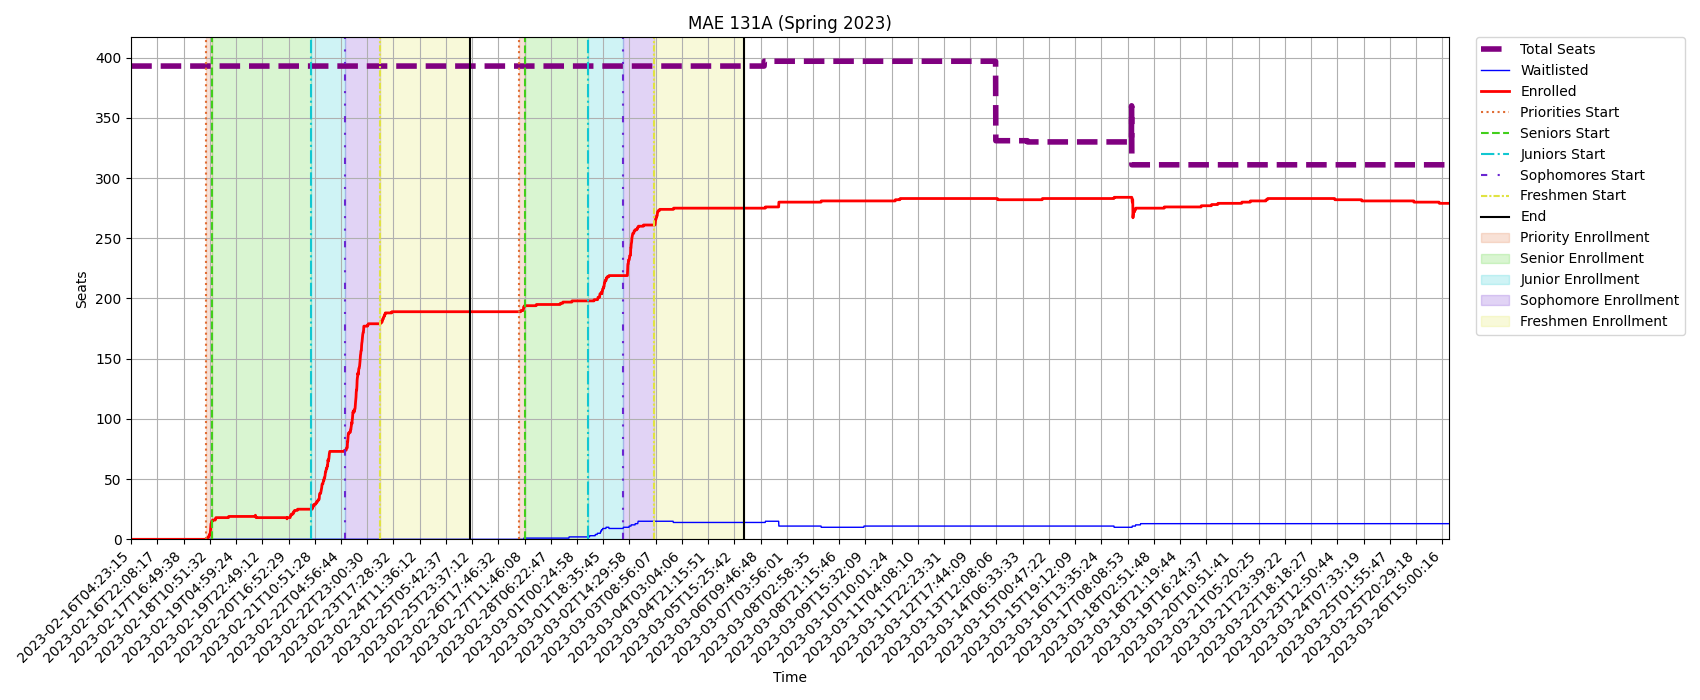 MAE 131A (Spring 2023)
Seats
400
350
300
250
200
150
100
50
0
2023-02-16T04:23:15
2023-02-16T22:08:17
2023-02-17T16:49:38
2023-02-18T10:51:32
2023-02-19T04:59:24
2023-02-19T22:49:12
2023-02-20T16:52:29
2023-02-21T10:51:28
2023-02-22T04:56:44
2023-02-22T23:00:30
2023-02-23T17:28:32
2023-02-24T11:36:12
2023-02-25T05:42:37
2023-02-25T23:37:12
2023-02-26T17:46:32
2023-02-27T11:46:08
2023-02-28T06:22:47
2023-03-01T00:24:58
2023-03-01T18:35:45
2023-03-02T14:29:58
2023-03-03T08:56:07
2023-03-04T03:04:06
2023-03-04T21:15:51
2023-03-05T15:25:42
2023-03-06T09:46:48
2023-03-07T03:56:01
2023-03-08T02:58:35
2023-03-08T21:15:46
2023-03-09T15:32:09
2023-03-10T10:01:24
2023-03-11T04:08:10
2023-03-11T22:23:31
2023-03-12T17:44:09
2023-03-13T12:08:06
2023-03-14T06:33:33
2023-03-15T00:47:22
2023-03-15T19:12:09
2023-03-16T13:35:24
2023-03-17T08:08:53
2023-03-18T02:51:48
2023-03-18T21:19:44
2023-03-19T16:24:37
2023-03-20T10:51:41
2023-03-21T05:20:25
2023-03-21T23:39:22
2023-03-22T18:18:27
2023-03-23T12:50:44
2023-03-24T07:33:19
2023-03-25T01:55:47
2023-03-25T20:29:18
2023-03-26T15:00:16
Time
Total Seats
Waitlisted
Enrolled
Priorities Start
Seniors Start
Juniors Start
Sophomores Start
Freshmen Start
End
Priority Enrollment
Senior Enrollment
Junior Enrollment
Sophomore Enrollment
Freshmen Enrollment